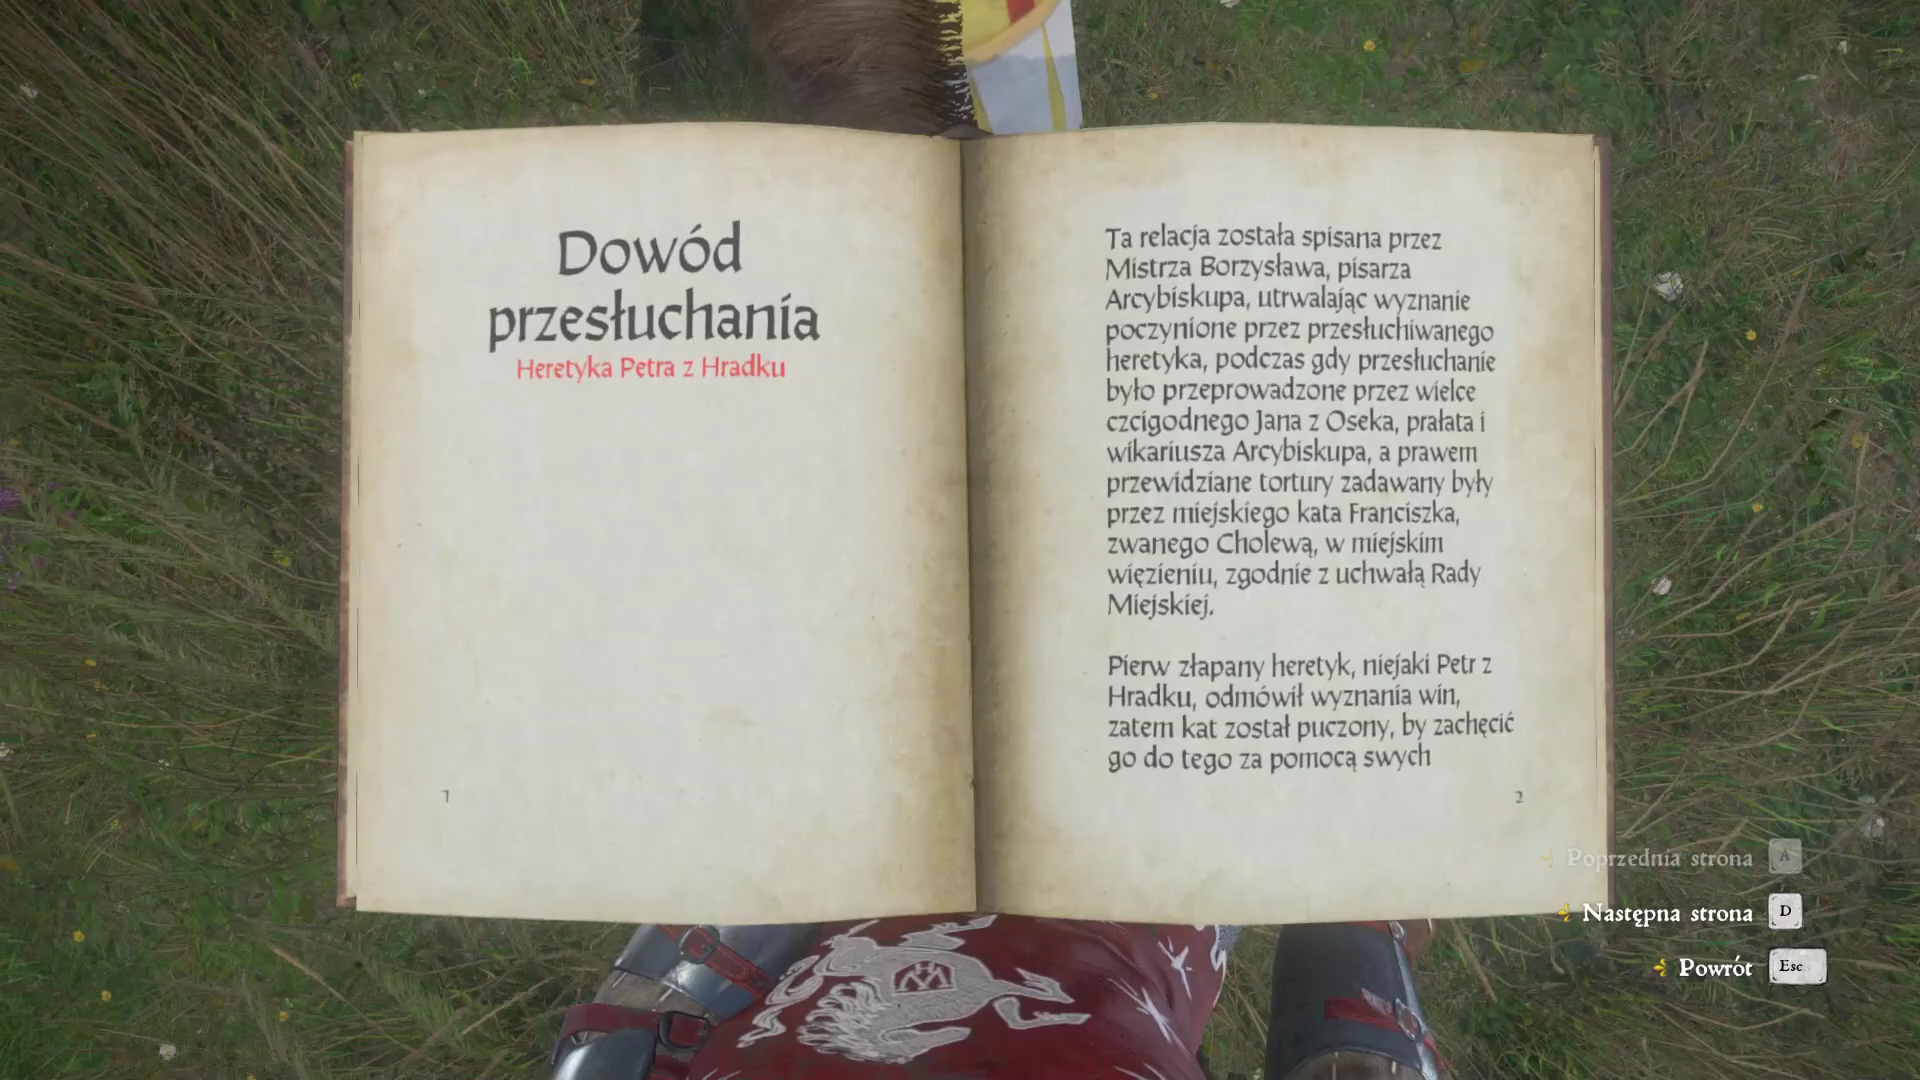 Dowód
przesłuchania
Heretyka Petra z Hradku
1
Ta relacja została spisana przez
Mistrza Borzysława, pisarza
Arcybiskupa, utrwalając wyznanie
poczynione przez przesłuchiwanego
heretyka, podczas gdy przesłuchanie
było przeprowadzone przez wielce
czcigodnego Jana z Oseka, prałata i
wikariusza Arcybiskupa, a prawem
przewidziane tortury zadawany były
przez miejskiego kata Franciszka,
zwanego Cholewą, w miejskim
więzieniu, zgodnie z uchwałą Rady
Miejskiej.
Pierw złapany heretyk, niejaki Petr z
Hradku, odmówił wyznania win,
zatem kat został puczony, by zachęcić
go do tego za pomocą swych
2
Poprzednia strona A
Następna strona D
Powrót Esc